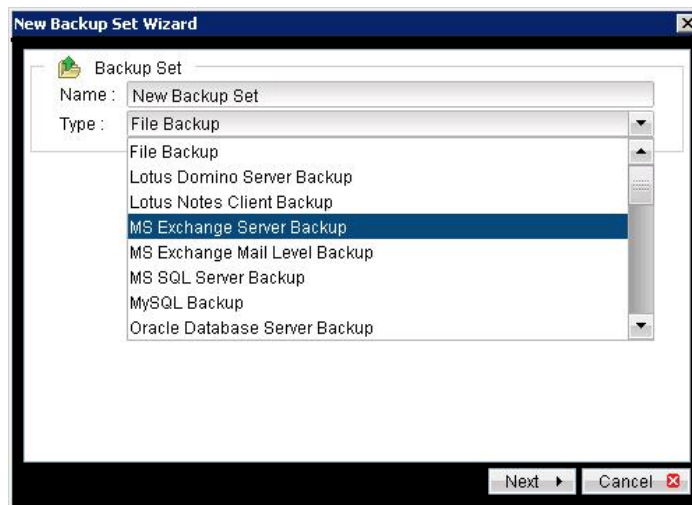 New Backup Set Wizard
Backup Set
Name : New Backup Set
Type : File Backup
File Backup
Lotus Domino Server Backup
Lotus Notes Client Backup
MS Exchange Server Backup
MS Exchange Mail Level Backup
MS SQL Server Backup
MySQL Backup
Oracle Database Server Backup
Next Cancel